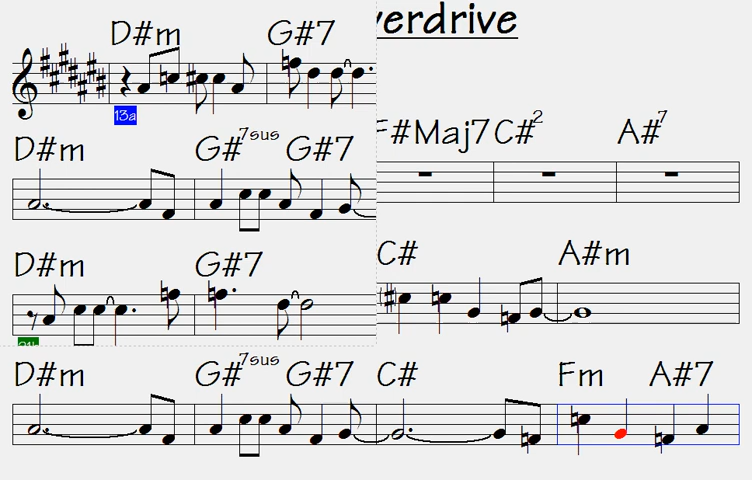 verdrive
D#m G#7
13a
F#Maj7 C#2 A#7
D#m G#7sus G#7
C# A#m
D#m G#7
D#m G#7sus G#7 C# Fm A#7